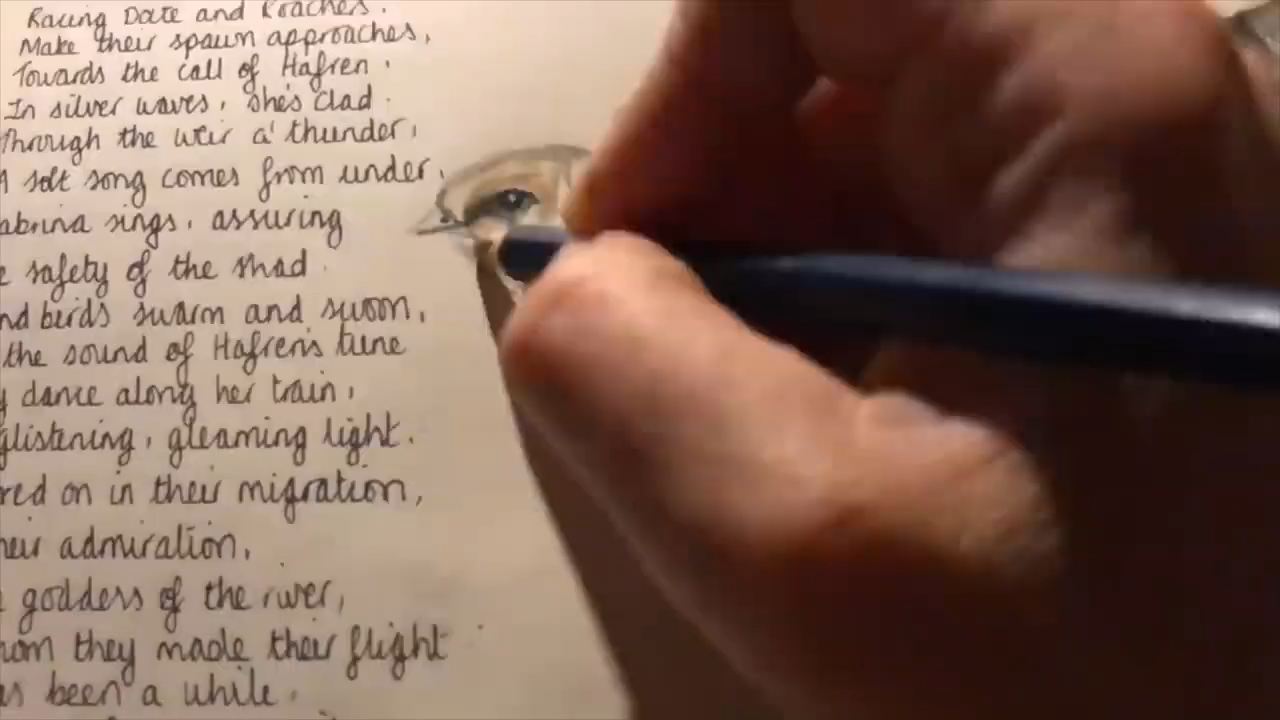 Racing Dace and Roaches.
Make their spawn approaches,
Towards the call of Hafren.
In silver waves, she's clad.
Through the weir a' thunder,
A soft song comes from under.
abrina sings, assuring
e safety of the shad.
nd birds swarm and swoon,
the sound of Hafren's tune
y dance along her train,
glistening, gleaming light.
red on in their migration,
heir admiration,
e goddess of the river,
hom they made their flight
as been a while.